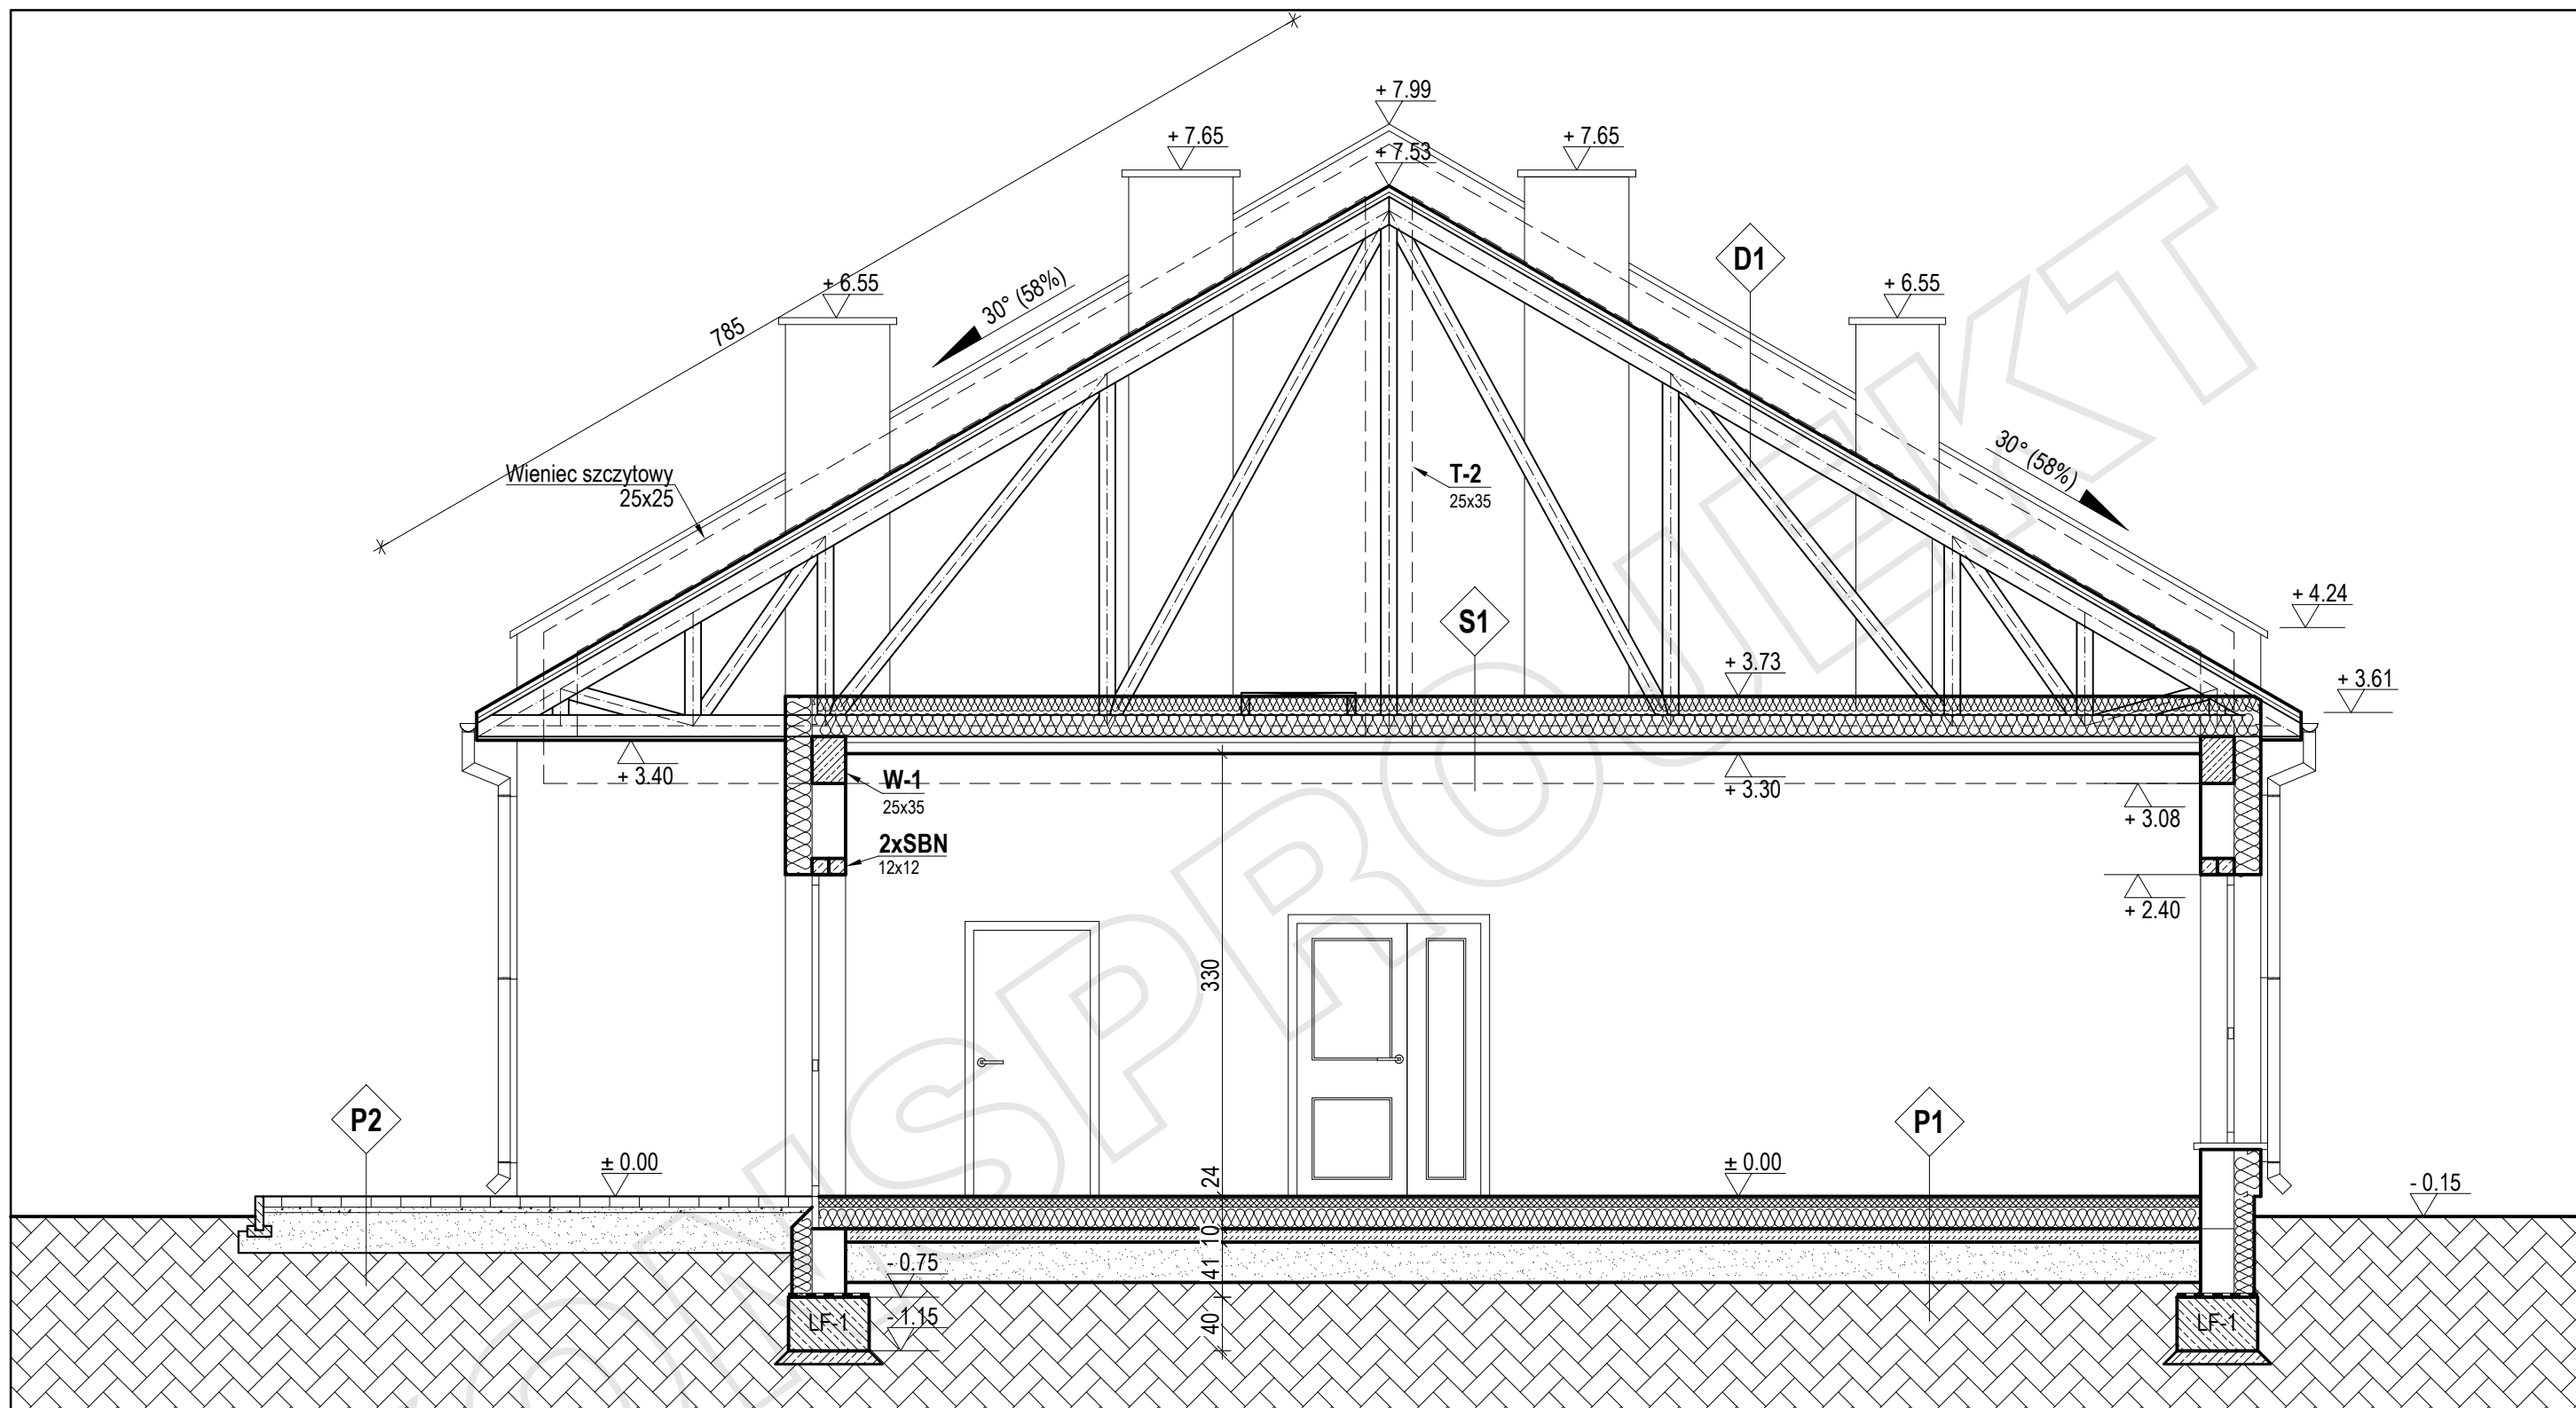 + 7.99
+ 7.65
+ 7.53
+ 7.65
D1
30° (58%)
+ 6.55
+ 6.55
785
30° (58%)
Wieniec szczytowy
25x25
T-2
25x35
S1
+ 4.24
+ 3.73
+ 3.61
+ 3.40
W-1
25x35
+ 3.30
+ 3.08
2xSBN
12x12
+ 2.40
330
P2
P1
± 0.00
24
± 0.00
- 0.15
10
- 0.75
41
LF-1
- 1.15
40
LF-1
ONSPROJEKT